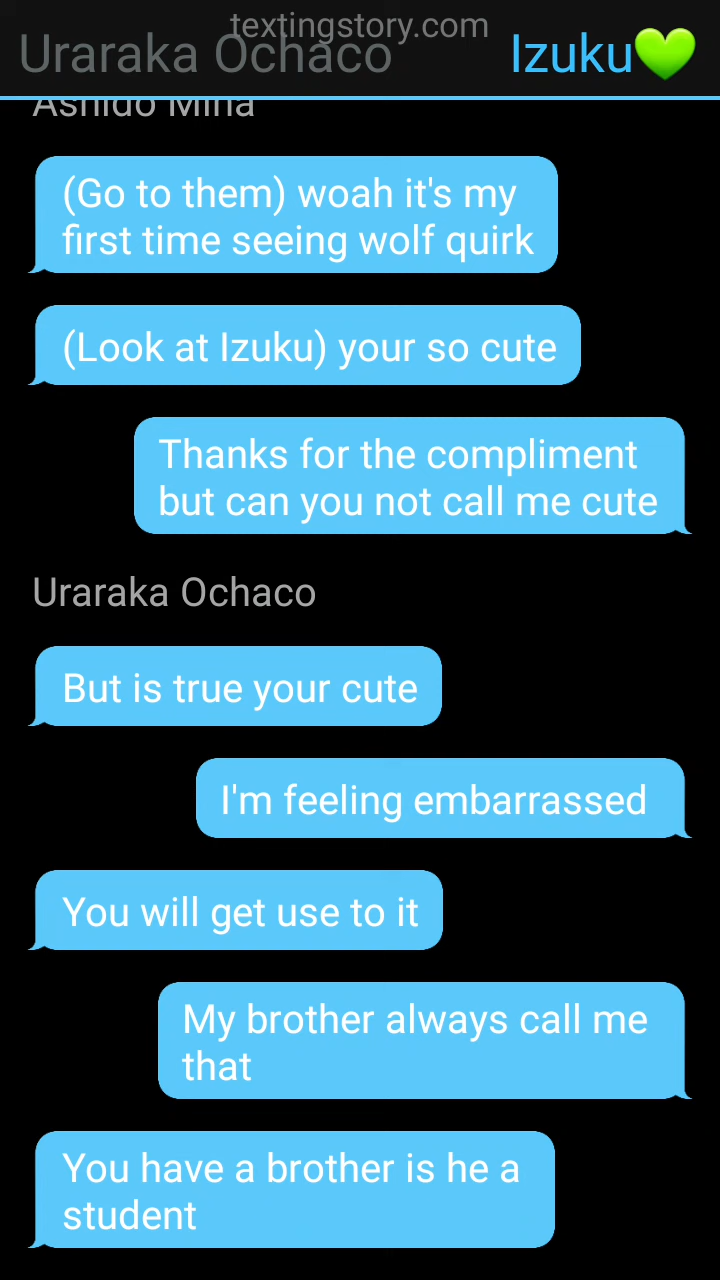 textingstory.com
Uraraka Ochaco
Izuku💚
Ashido Mina
(Go to them) woah it's my
first time seeing wolf quirk
(Look at Izuku) your so cute
Thanks for the compliment
but can you not call me cute
Uraraka Ochaco
But is true your cute
I'm feeling embarrassed
You will get use to it
My brother always call me
that
You have a brother is he a
student